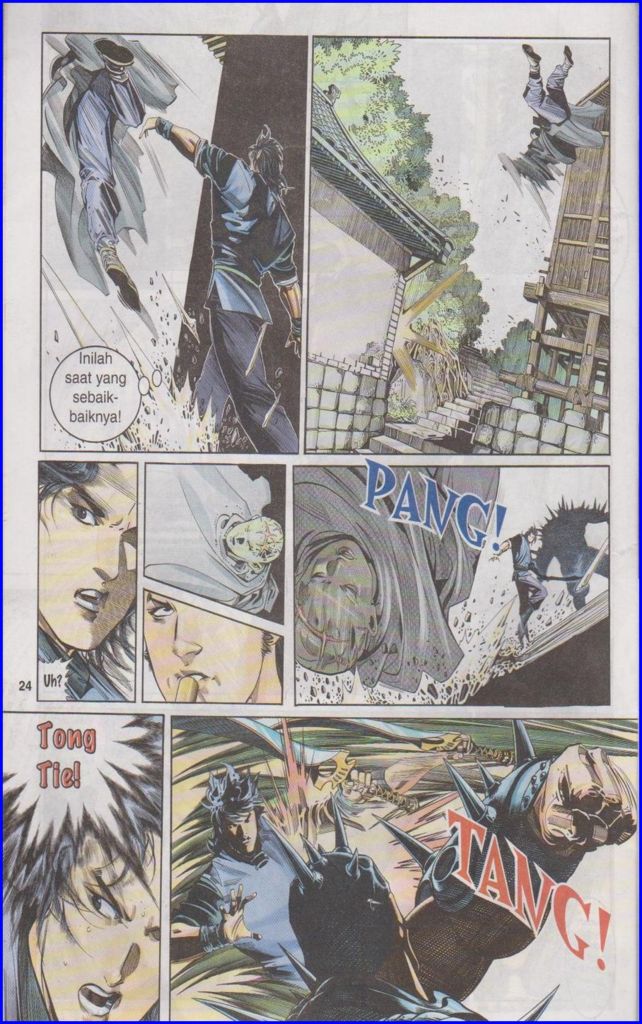 Inilah
saat yang
sebaik-
baiknya!
PANG!
Uh?
24
Tong
Tie!
TANG!